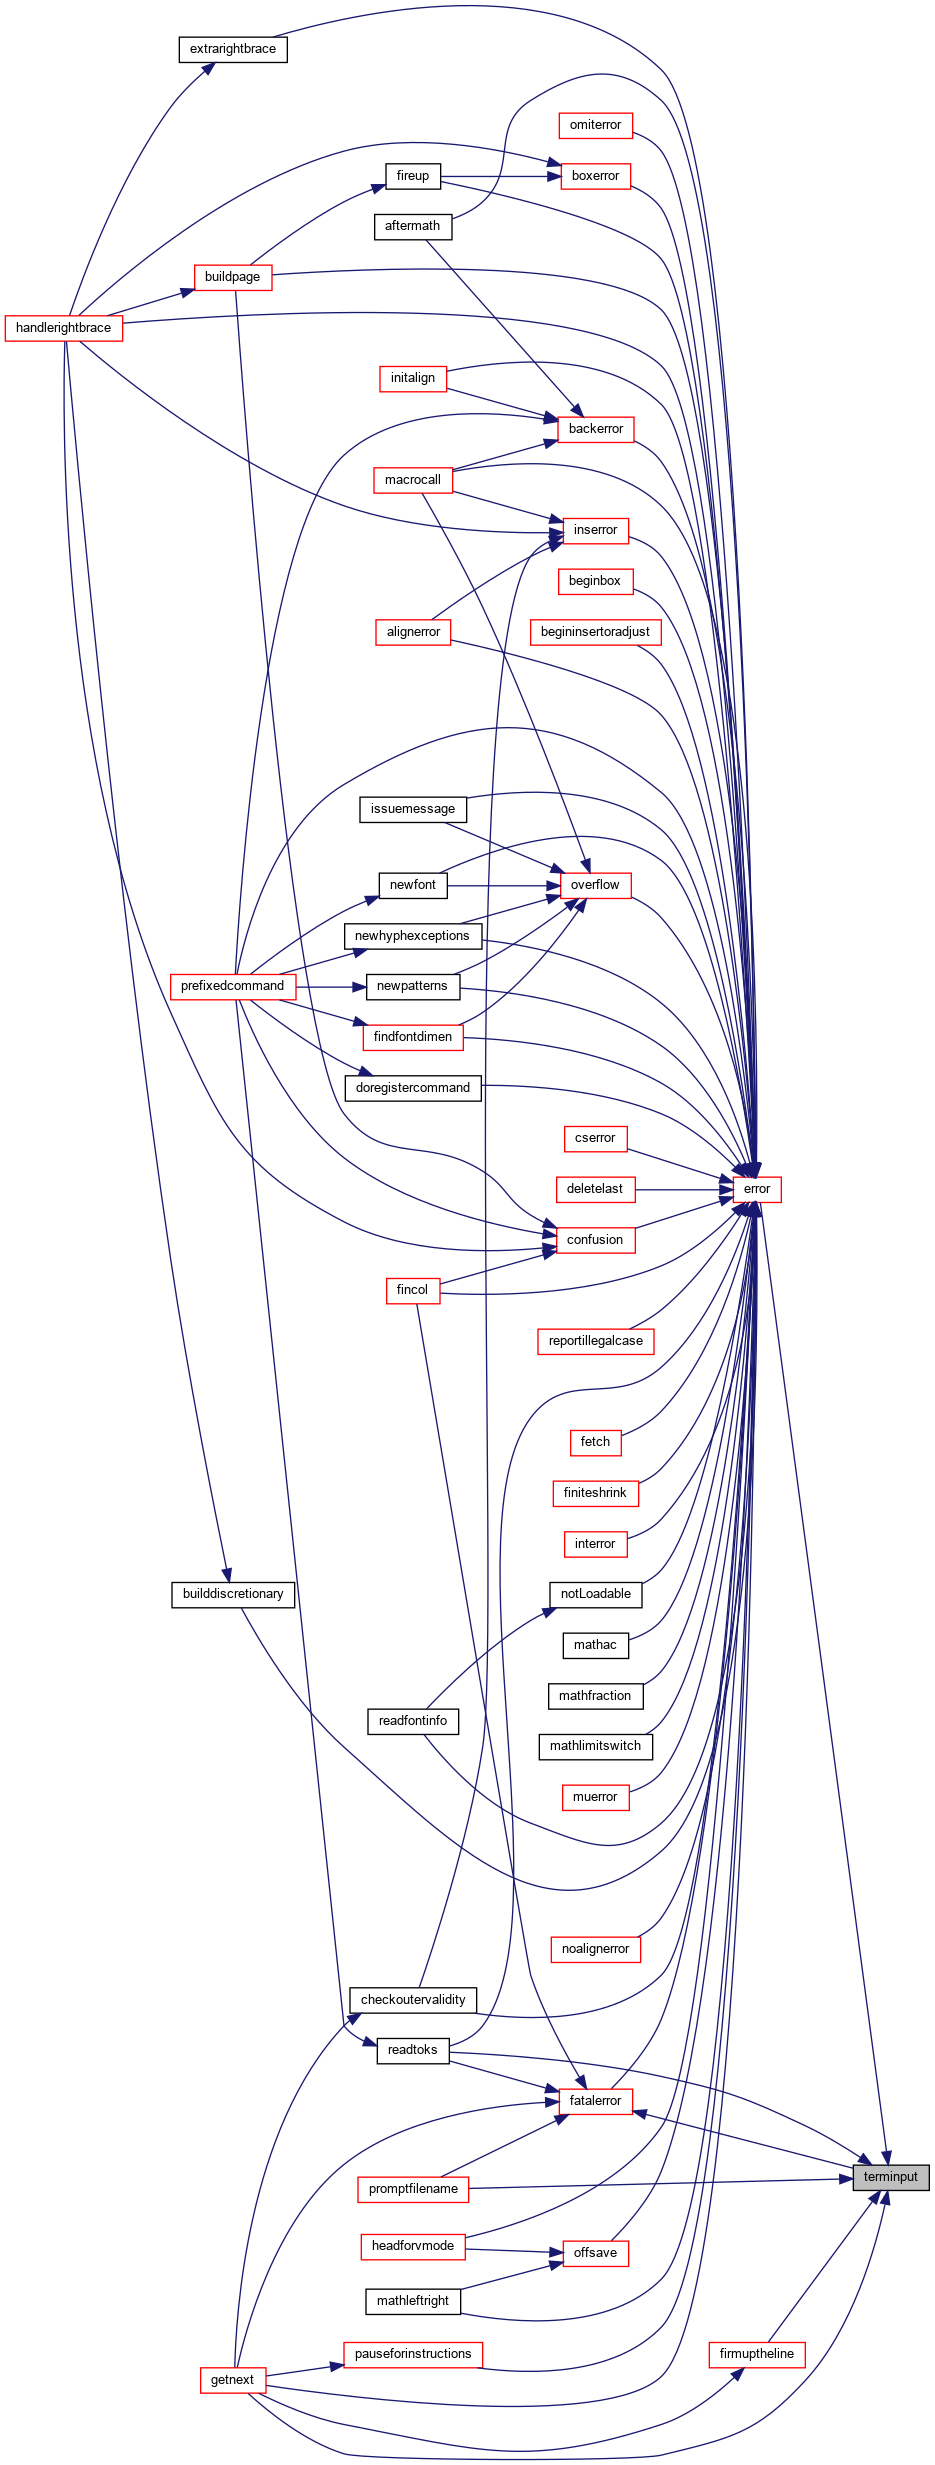 extrarightbrace
omiterror
fireup
boxerror
aftermath
buildpage
handlerightbrace
initalign
backerror
macrocall
inserror
beginbox
alignerror
begininsertoradjust
issuemessage
newfont
overflow
newhyphexceptions
prefixedcommand
newpatterns
findfontdimen
doregistercommand
cserror
deletelast
error
confusion
fincol
reportillegalcase
fetch
finiteshrink
interror
builddiscretionary
notLoadable
mathac
mathfraction
readfontinfo
mathlimitswitch
muerror
noalignerror
checkoutervalidity
readtoks
fatalerror
terminput
promptfilename
headforvmode
offsave
mathleftright
pauseforinstructions
firmuptheline
getnext